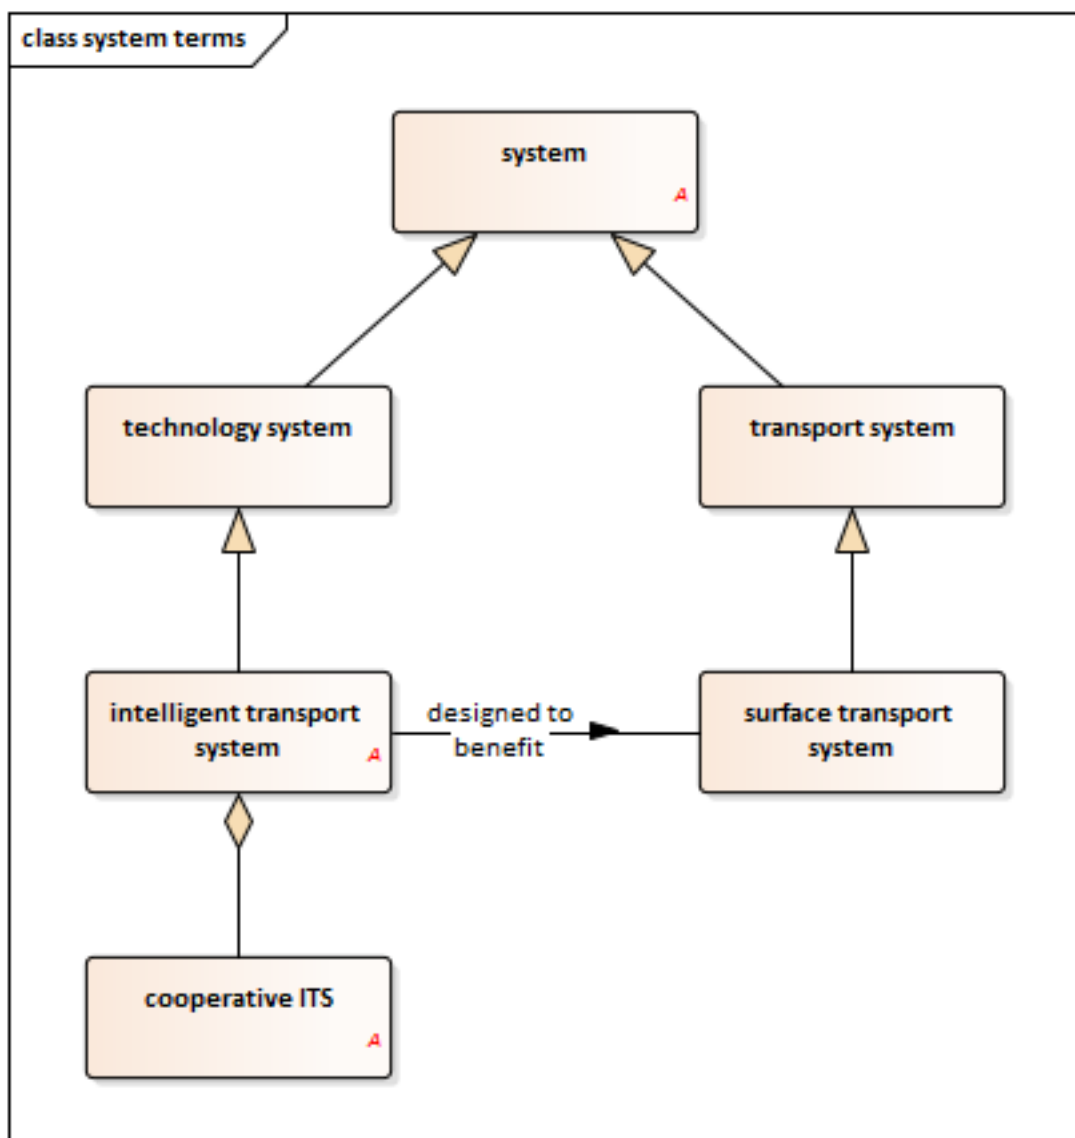 class system terms
system
A
technology system
transport system
intelligent transport
system
A
designed to
benefit
surface transport
system
cooperative ITS
A